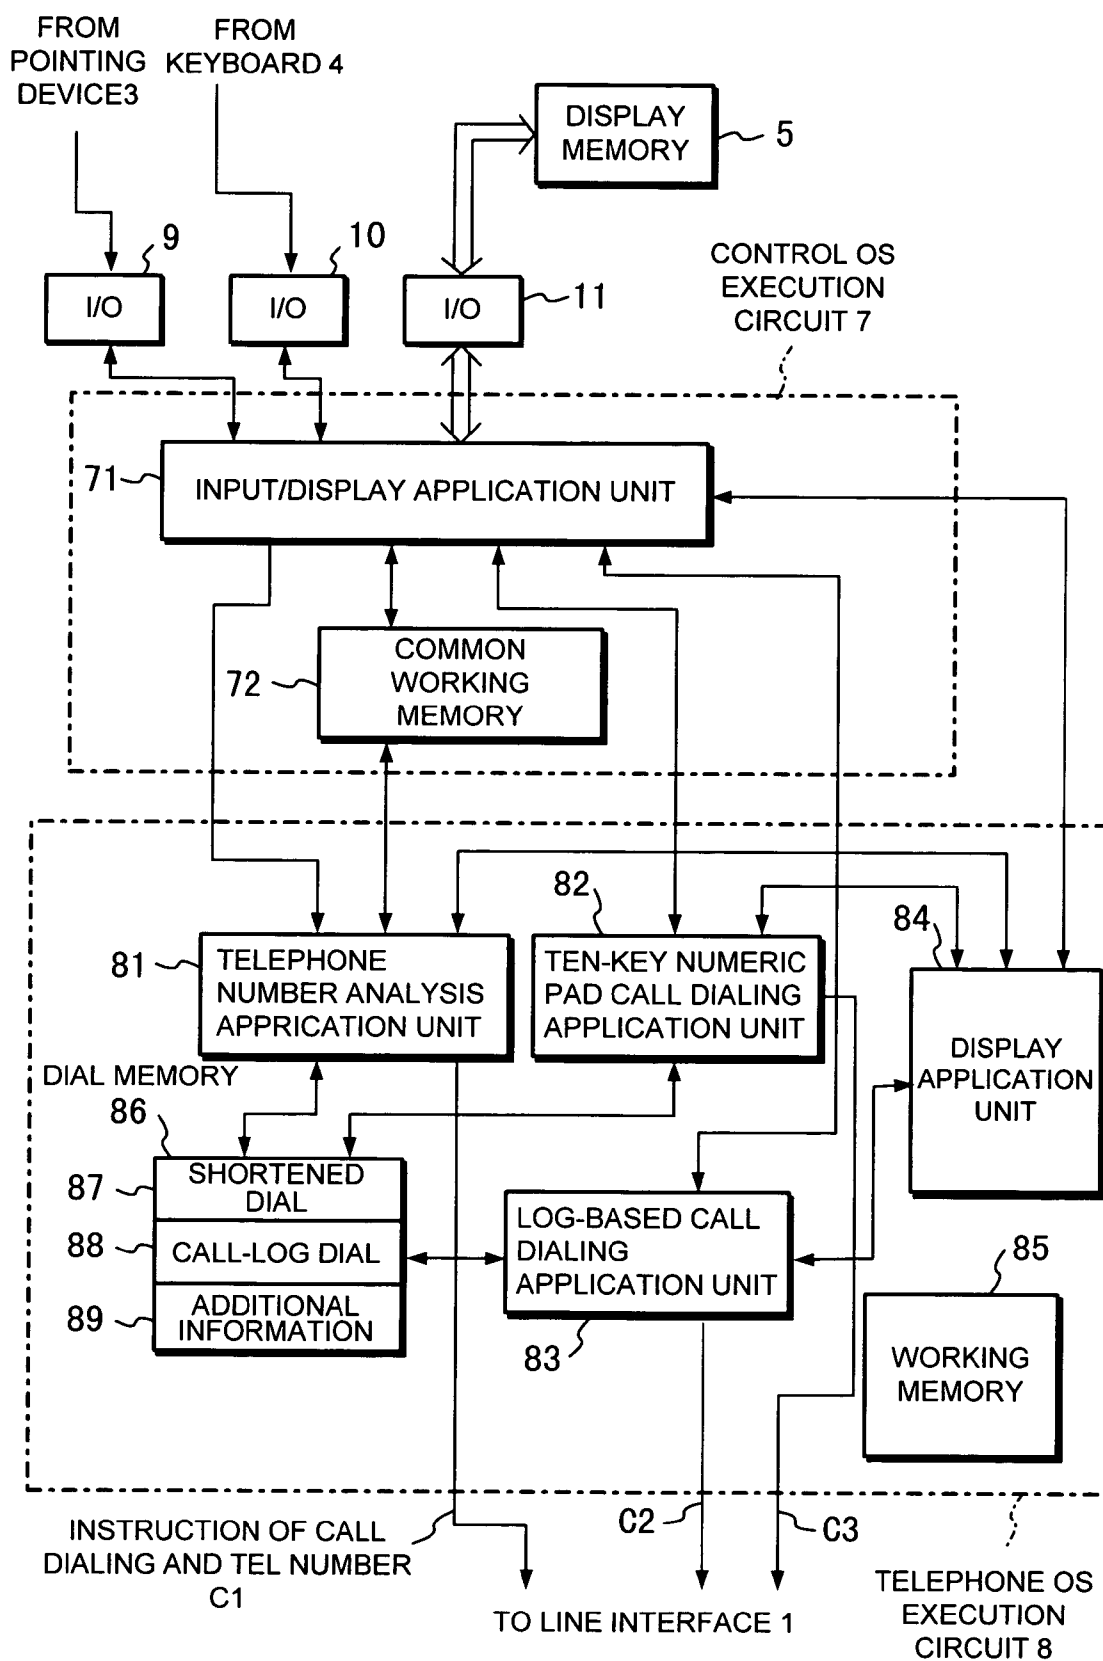 FROM
POINTING
DEVICE3
FROM
KEYBOARD 4
DISPLAY
MEMORY
5
9
10
11
I/O
I/O
I/O
CONTROL OS
EXECUTION
CIRCUIT 7
71
INPUT/DISPLAY APPLICATION UNIT
72
COMMON
WORKING
MEMORY
82
84
81
TELEPHONE
NUMBER ANALYSIS
APPRICATION UNIT
TEN-KEY NUMERIC
PAD CALL DIALING
APPLICATION UNIT
DISPLAY
APPLICATION
UNIT
DIAL MEMORY
86
87
SHORTENED
DIAL
88
CALL-LOG DIAL
89
ADDITIONAL
INFORMATION
LOG-BASED CALL
DIALING
APPLICATION UNIT
83
85
WORKING
MEMORY
INSTRUCTION OF CALL
DIALING AND TEL NUMBER
C1
C2
C3
TO LINE INTERFACE 1
TELEPHONE OS
EXECUTION
CIRCUIT 8